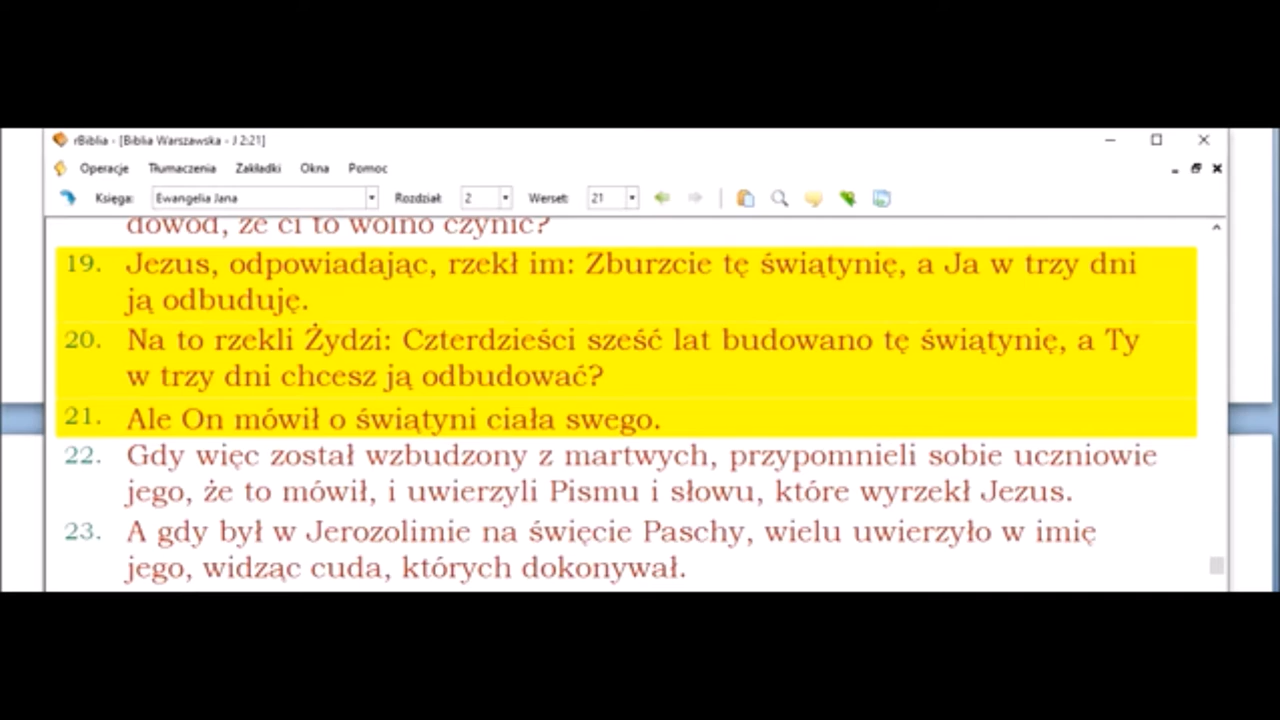 rBiblia - [Biblia Warszawska - J 2:21]
Operacje Tłumaczenia Zakładki Okna Pomoc
Księga: Ewangelia Jana Rozdział: 2 Werset: 21
dowód, że ci to wolno czynić?
19. Jezus, odpowiadając, rzekł im: Zburzcie tę świątynię, a Ja w trzy dni
ją odbuduję.
20. Na to rzekli Żydzi: Czterdzieści sześć lat budowano tę świątynię, a Ty
w trzy dni chcesz ją odbudować?
21. Ale On mówił o świątyni ciała swego.
22. Gdy więc został wzbudzony z martwych, przypomnieli sobie uczniowie
jego, że to mówił, i uwierzyli Pismu i słowu, które wyrzekł Jezus.
23. A gdy był w Jerozolimie na święcie Paschy, wielu uwierzyło w imię
jego, widząc cuda, których dokonywał.